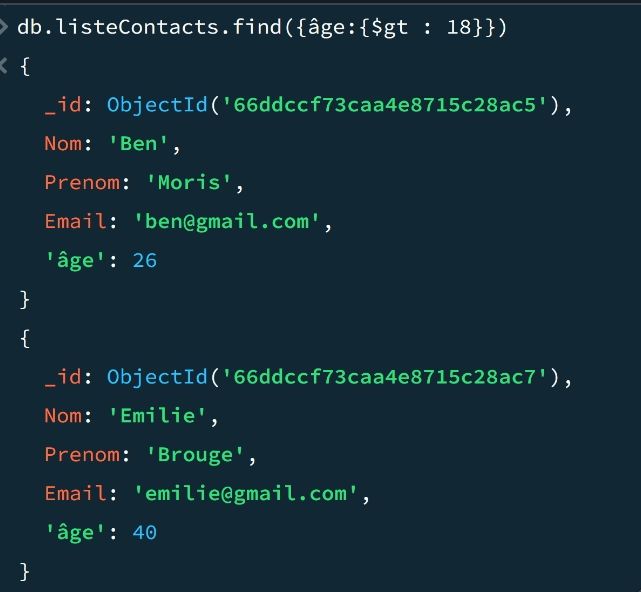 db.listeContacts.find({âge:{$gt : 18}})
{
_id: ObjectId('66ddccf73caa4e8715c28ac5'),
Nom: 'Ben',
Prenom: 'Moris',
Email: 'ben@gmail.com',
'âge': 26
}
{
_id: ObjectId('66ddccf73caa4e8715c28ac7'),
Nom: 'Emilie',
Prenom: 'Brouge',
Email: 'emilie@gmail.com',
'âge': 40
}